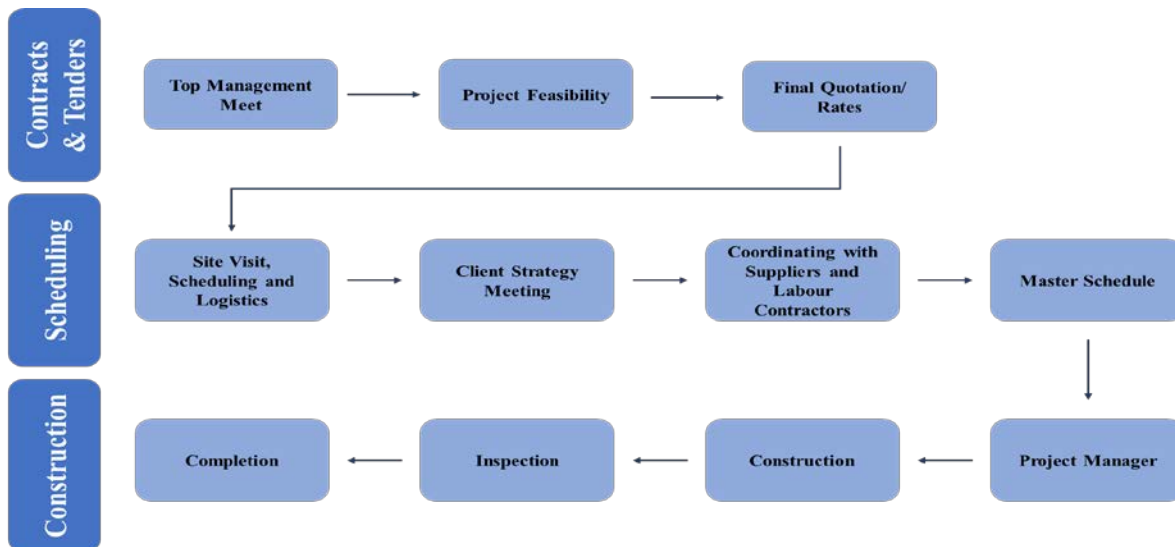 Contracts
& Tenders
Top Management
Meet
Project Feasibility
Final Quotation/
Rates
Scheduling
Site Visit,
Scheduling and
Logistics
Client Strategy
Meeting
Coordinating with
Suppliers and
Labour
Contractors
Master Schedule
Construction
Completion
Inspection
Construction
Project Manager